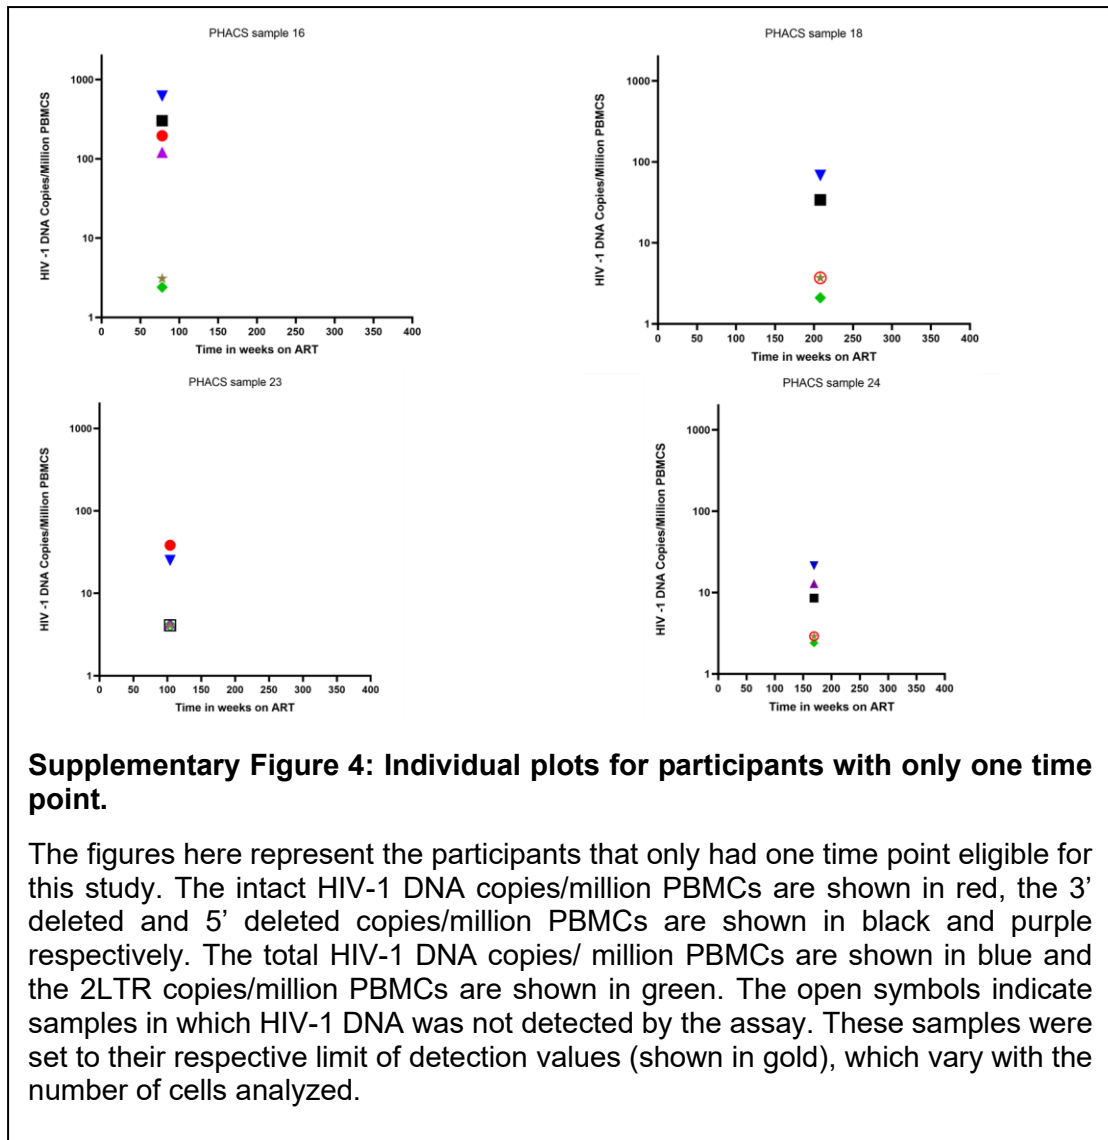 PHACS sample 16
HIV -1 DNA Copies/Million PBMCS
1000
100
10
1
0 50 100 150 200 250 300 350 400
Time in weeks on ART
PHACS sample 18
HIV -1 DNA Copies/Million PBMCS
1000
100
10
1
0 50 100 150 200 250 300 350 400
Time in weeks on ART
PHACS sample 23
HIV -1 DNA Copies/Million PBMCS
1000
100
10
1
0 50 100 150 200 250 300 350 400
Time in weeks on ART
PHACS sample 24
HIV -1 DNA Copies/Million PBMCS
1000
100
10
1
0 50 100 150 200 250 300 350 400
Time in weeks on ART
Supplementary Figure 4: Individual plots for participants with only one time
point.
The figures here represent the participants that only had one time point eligible for
this study. The intact HIV-1 DNA copies/million PBMCs are shown in red, the 3’
deleted and 5’ deleted copies/million PBMCs are shown in black and purple
respectively. The total HIV-1 DNA copies/ million PBMCs are shown in blue and
the 2LTR copies/million PBMCs are shown in green. The open symbols indicate
samples in which HIV-1 DNA was not detected by the assay. These samples were
set to their respective limit of detection values (shown in gold), which vary with the
number of cells analyzed.